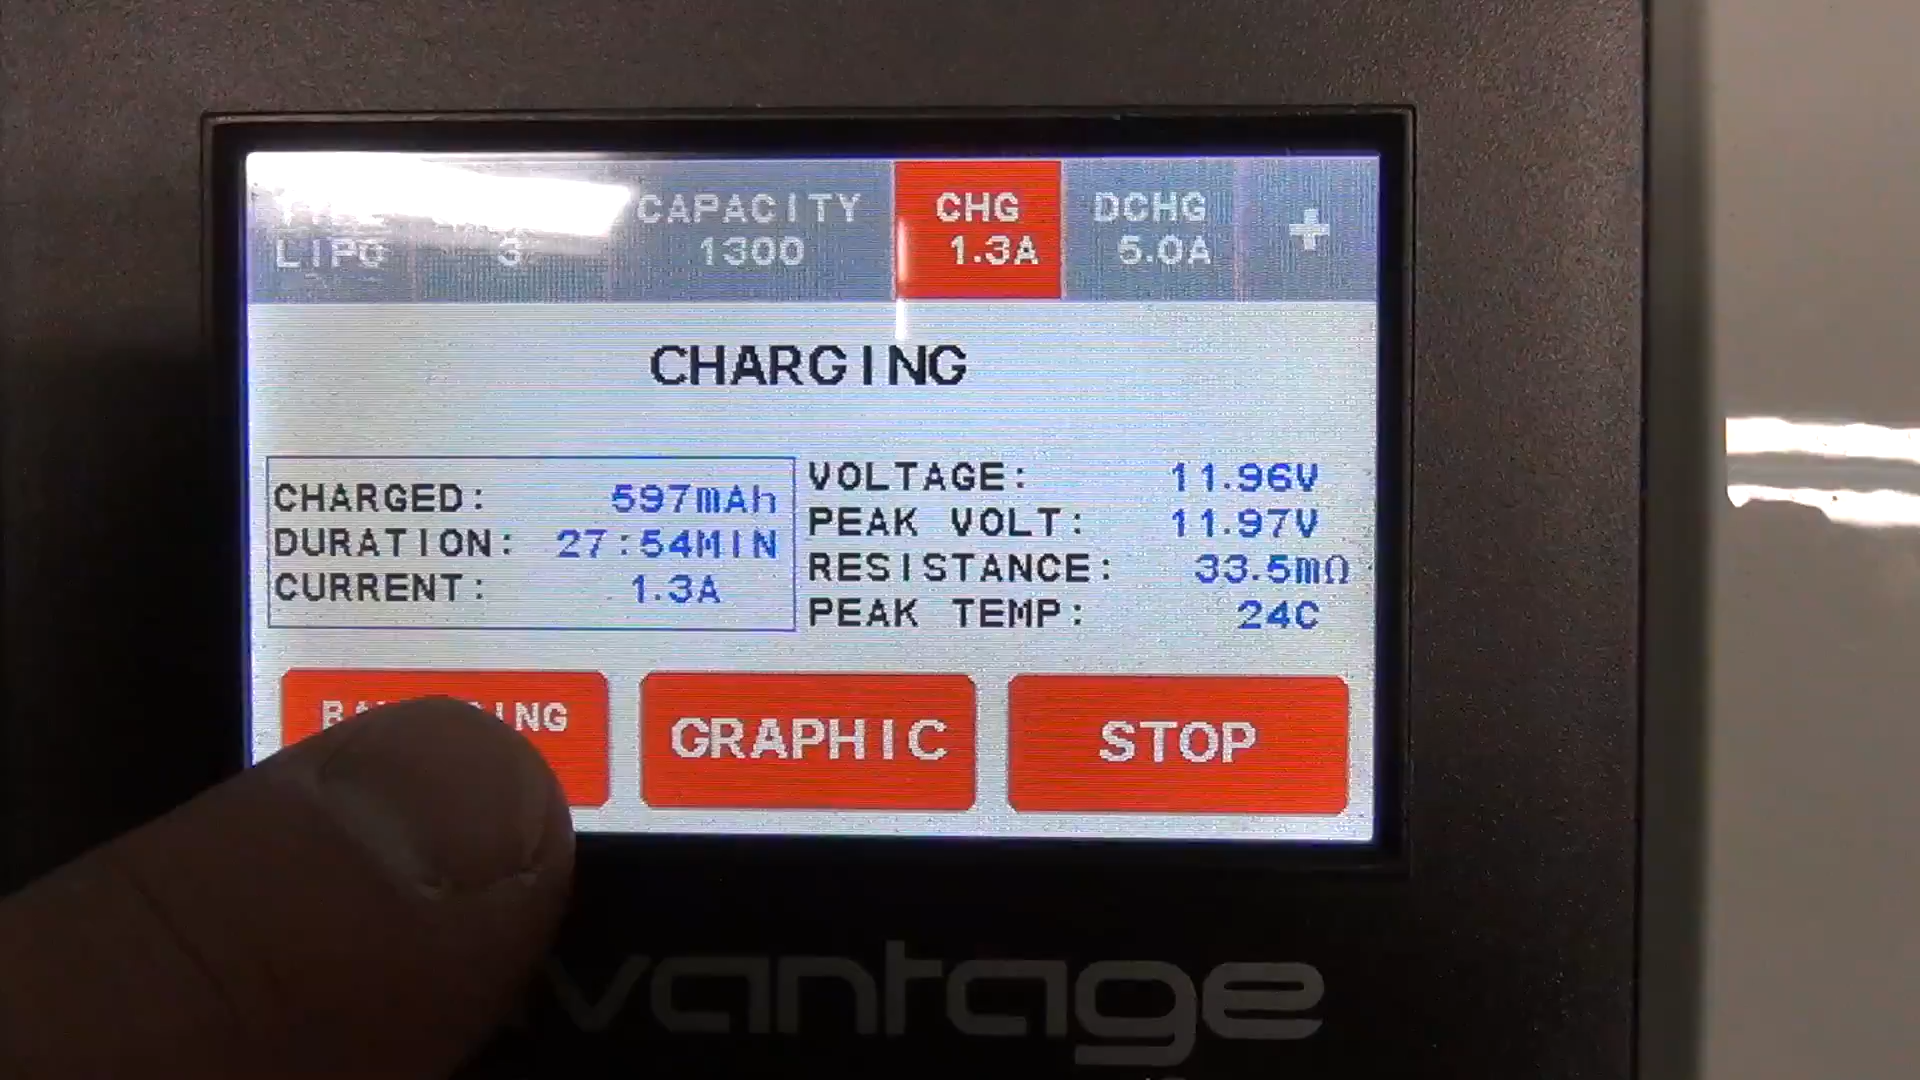 LIPO 3 CAPACITY 1300 CHG 1.3A DCHG 5.0A +
CHARGING
CHARGED: 597mAh
DURATION: 27:54MIN
CURRENT: 1.3A
VOLTAGE: 11.96V
PEAK VOLT: 11.97V
RESISTANCE: 33.5mΩ
PEAK TEMP: 24C
GRAPHIC
STOP
vantage